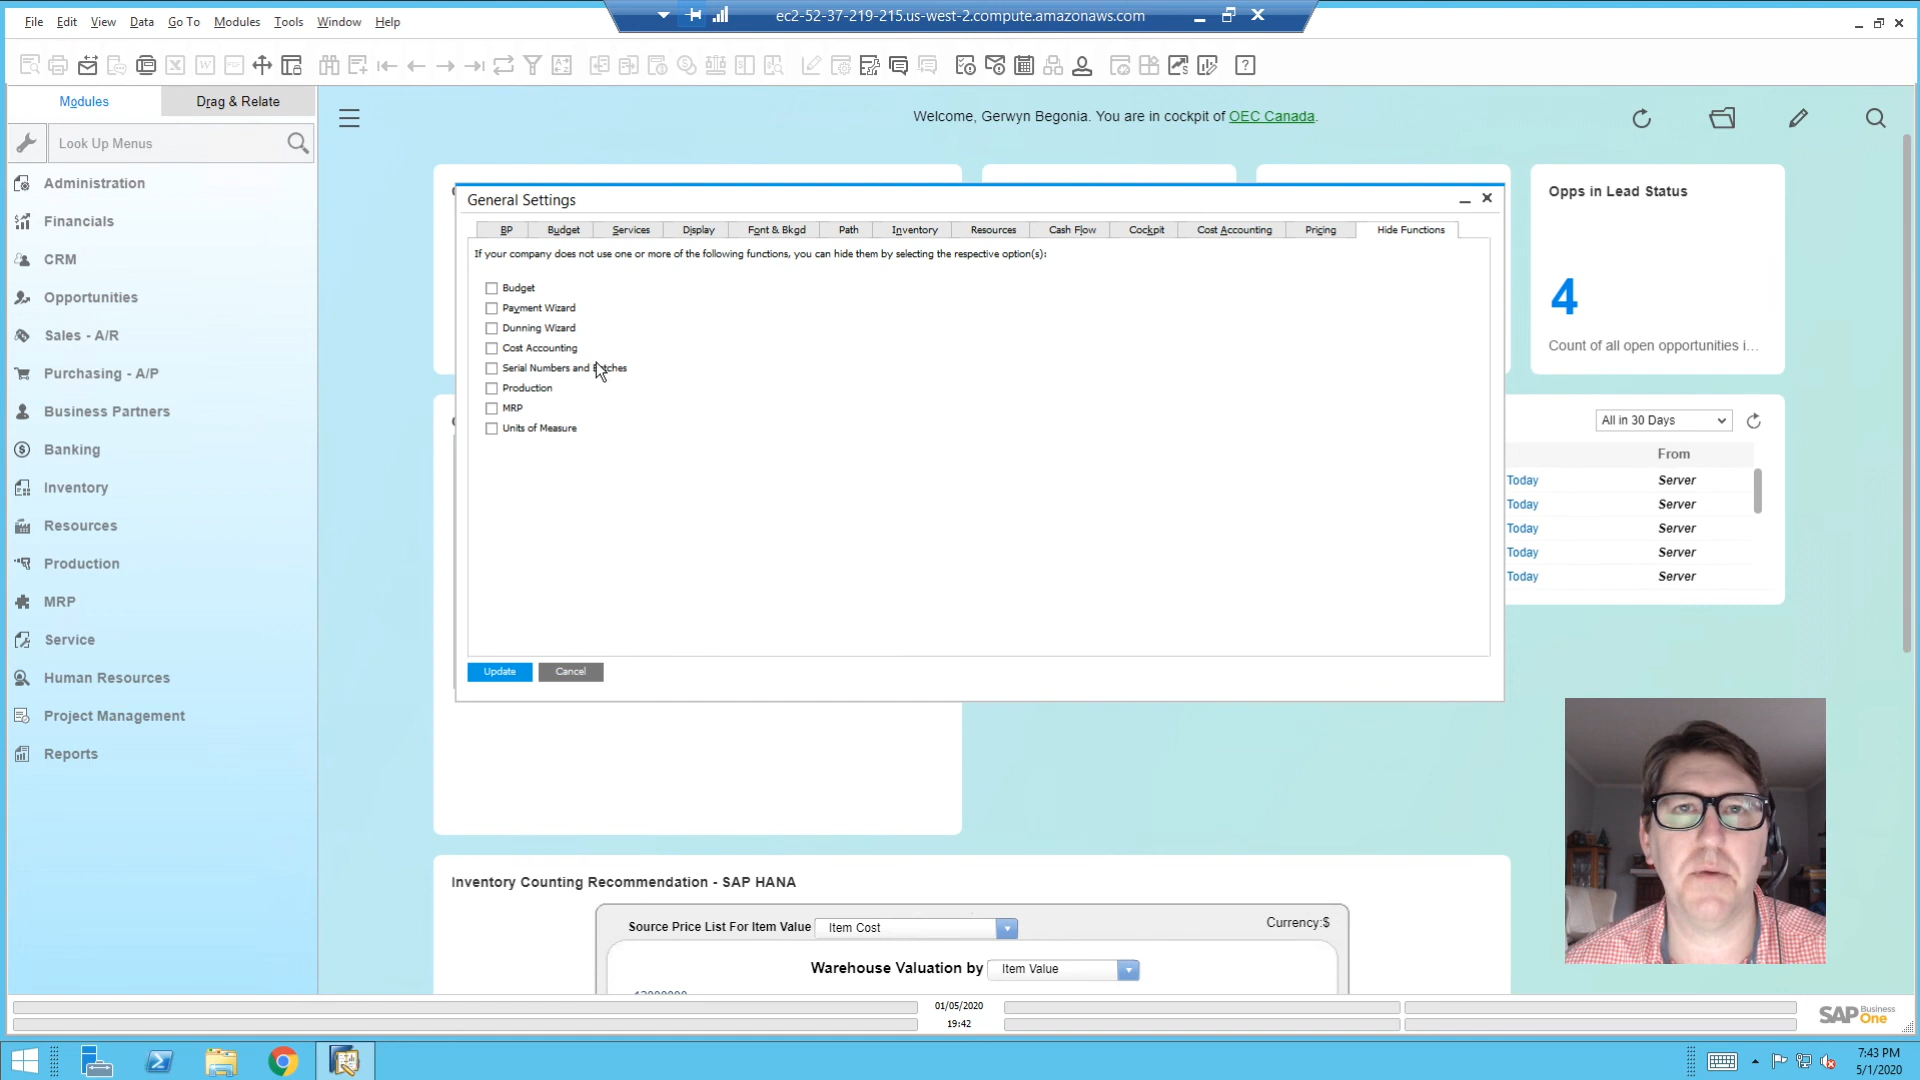 File Edit View Data Go To Modules Tools Window Help
ec2-52-37-219-215.us-west-2.compute.amazonaws.com
Modules
Drag & Relate
Look Up Menus
Administration
Financials
CRM
Opportunities
Sales - A/R
Purchasing - A/P
Business Partners
Banking
Inventory
Resources
Production
MRP
Service
Human Resources
Project Management
Reports
Welcome, Gerwyn Begonia. You are in cockpit of OEC Canada.
General Settings
BP Budget Services Display Font & Bkgd Path Inventory Resources Cash Flow Cockpit Cost Accounting Pricing Hide Functions
If your company does not use one or more of the following functions, you can hide them by selecting the respective option(s):
Budget
Payment Wizard
Dunning Wizard
Cost Accounting
Serial Numbers and Batches
Production
MRP
Units of Measure
Update Cancel
Opps in Lead Status
4
Count of all open opportunities i...
All in 30 Days
From
Today Server
Today Server
Today Server
Today Server
Today Server
Inventory Counting Recommendation - SAP HANA
Source Price List For Item Value Item Cost
Currency:$
Warehouse Valuation by Item Value
01/05/2020
19:42
SAP Business One
7:43 PM
5/1/2020